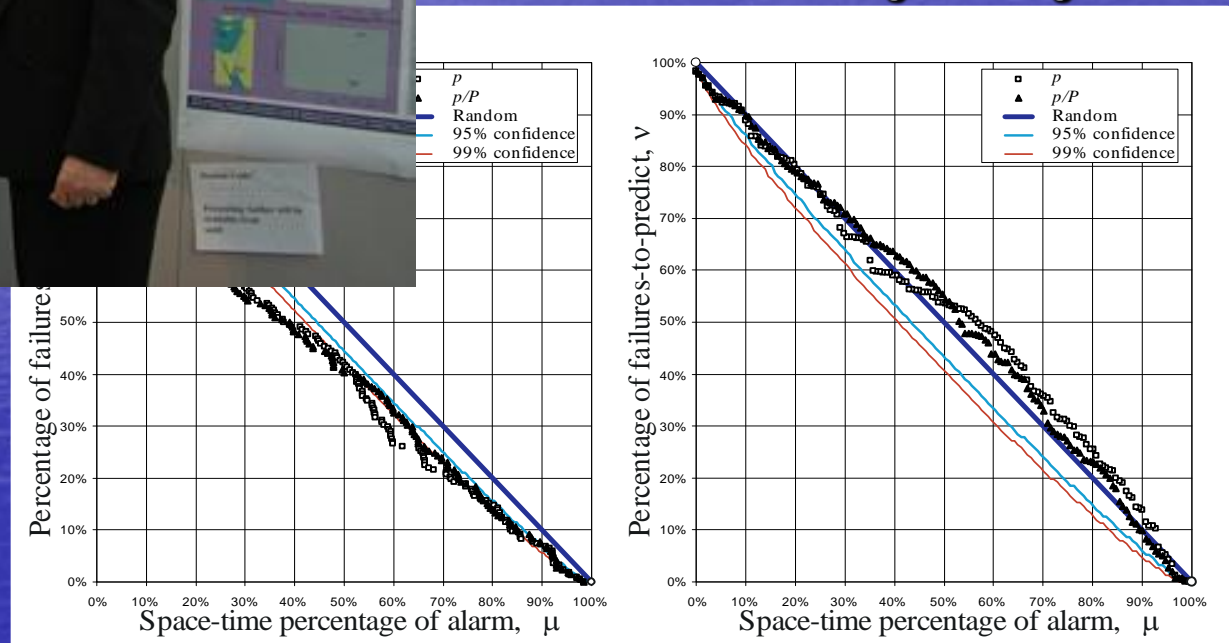 p
p/P
Random
95% confidence
99% confidence
Percentage of failures
50%
40%
30%
20%
10%
0%
0% 10% 20% 30% 40% 50% 60% 70% 80% 90% 100%
Space-time percentage of alarm, μ
p
p/P
Random
95% confidence
99% confidence
Percentage of failures-to-predict, ν
100%
90%
80%
70%
60%
50%
40%
30%
20%
10%
0%
0% 10% 20% 30% 40% 50% 60% 70% 80% 90% 100%
Space-time percentage of alarm, μ